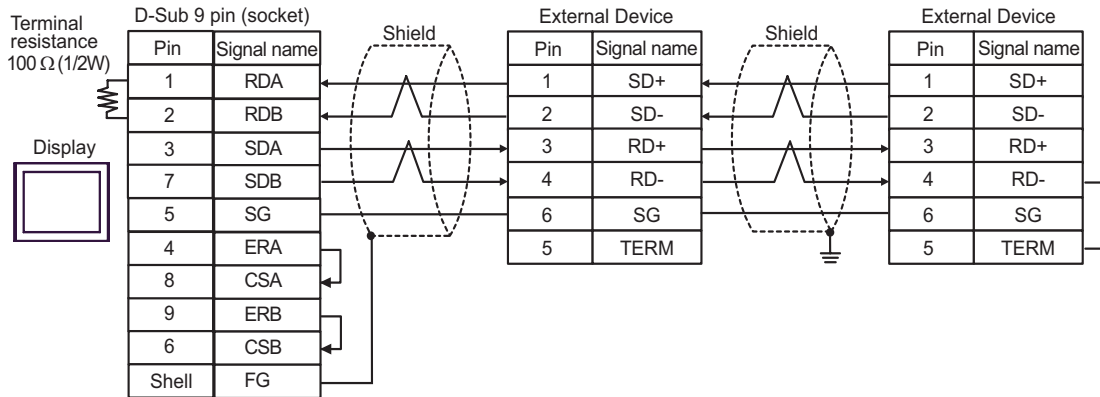 Terminal
resistance
100 Ω (1/2W)
Display
D-Sub 9 pin (socket)
Pin Signal name
1 RDA
2 RDB
3 SDA
7 SDB
5 SG
4 ERA
8 CSA
9 ERB
6 CSB
Shell FG
Shield
External Device
Pin Signal name
1 SD+
2 SD-
3 RD+
4 RD-
6 SG
5 TERM
Shield
External Device
Pin Signal name
1 SD+
2 SD-
3 RD+
4 RD-
6 SG
5 TERM